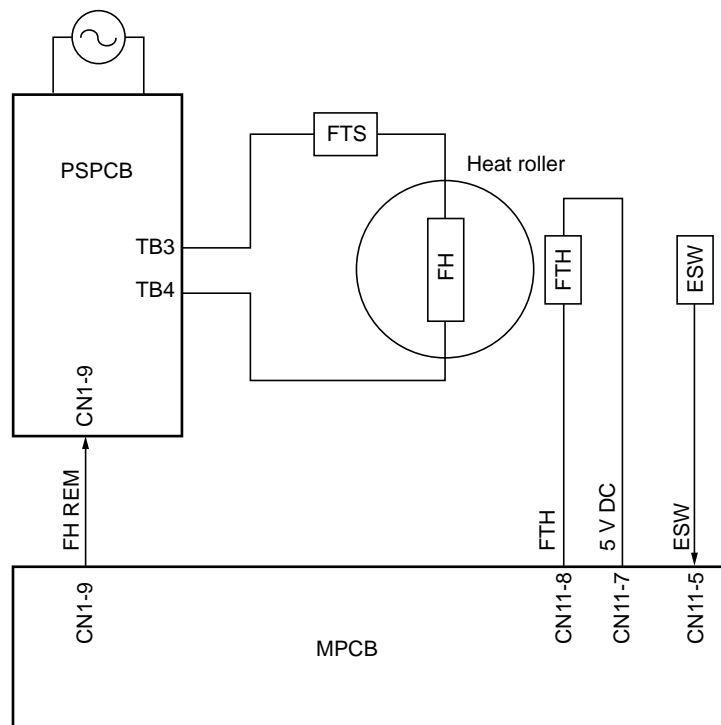 FTS
Heat roller
PSPCB
TB3
TB4
FH
FTH
ESW
CN1-9
FH REM
FTH
5 V DC
ESW
CN1-9
CN11-8
CN11-7
CN11-5
MPCB